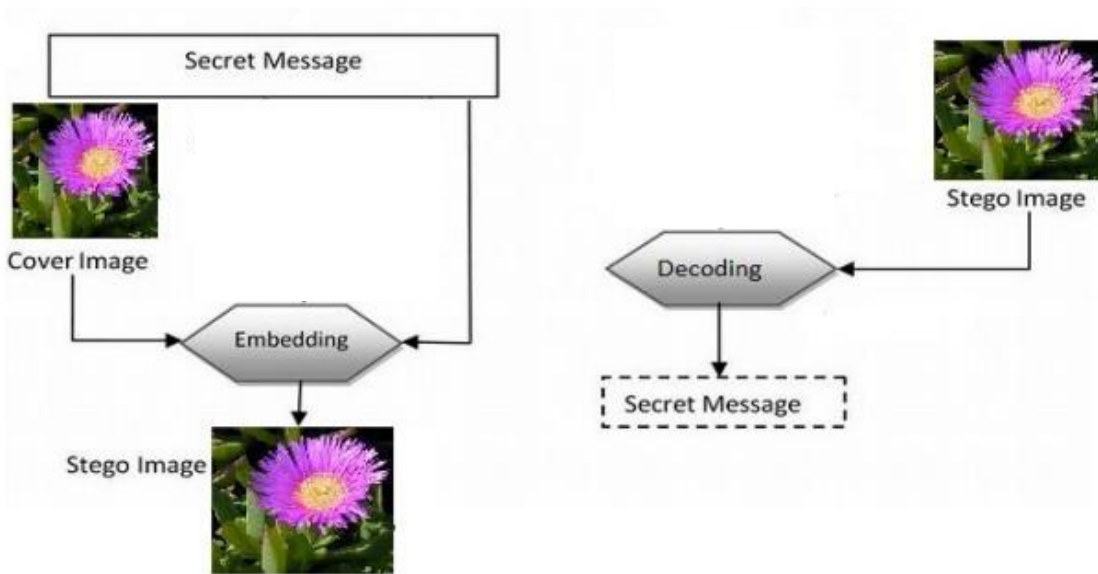 Secret Message
Cover Image
Embedding
Stego Image
Stego Image
Decoding
Secret Message